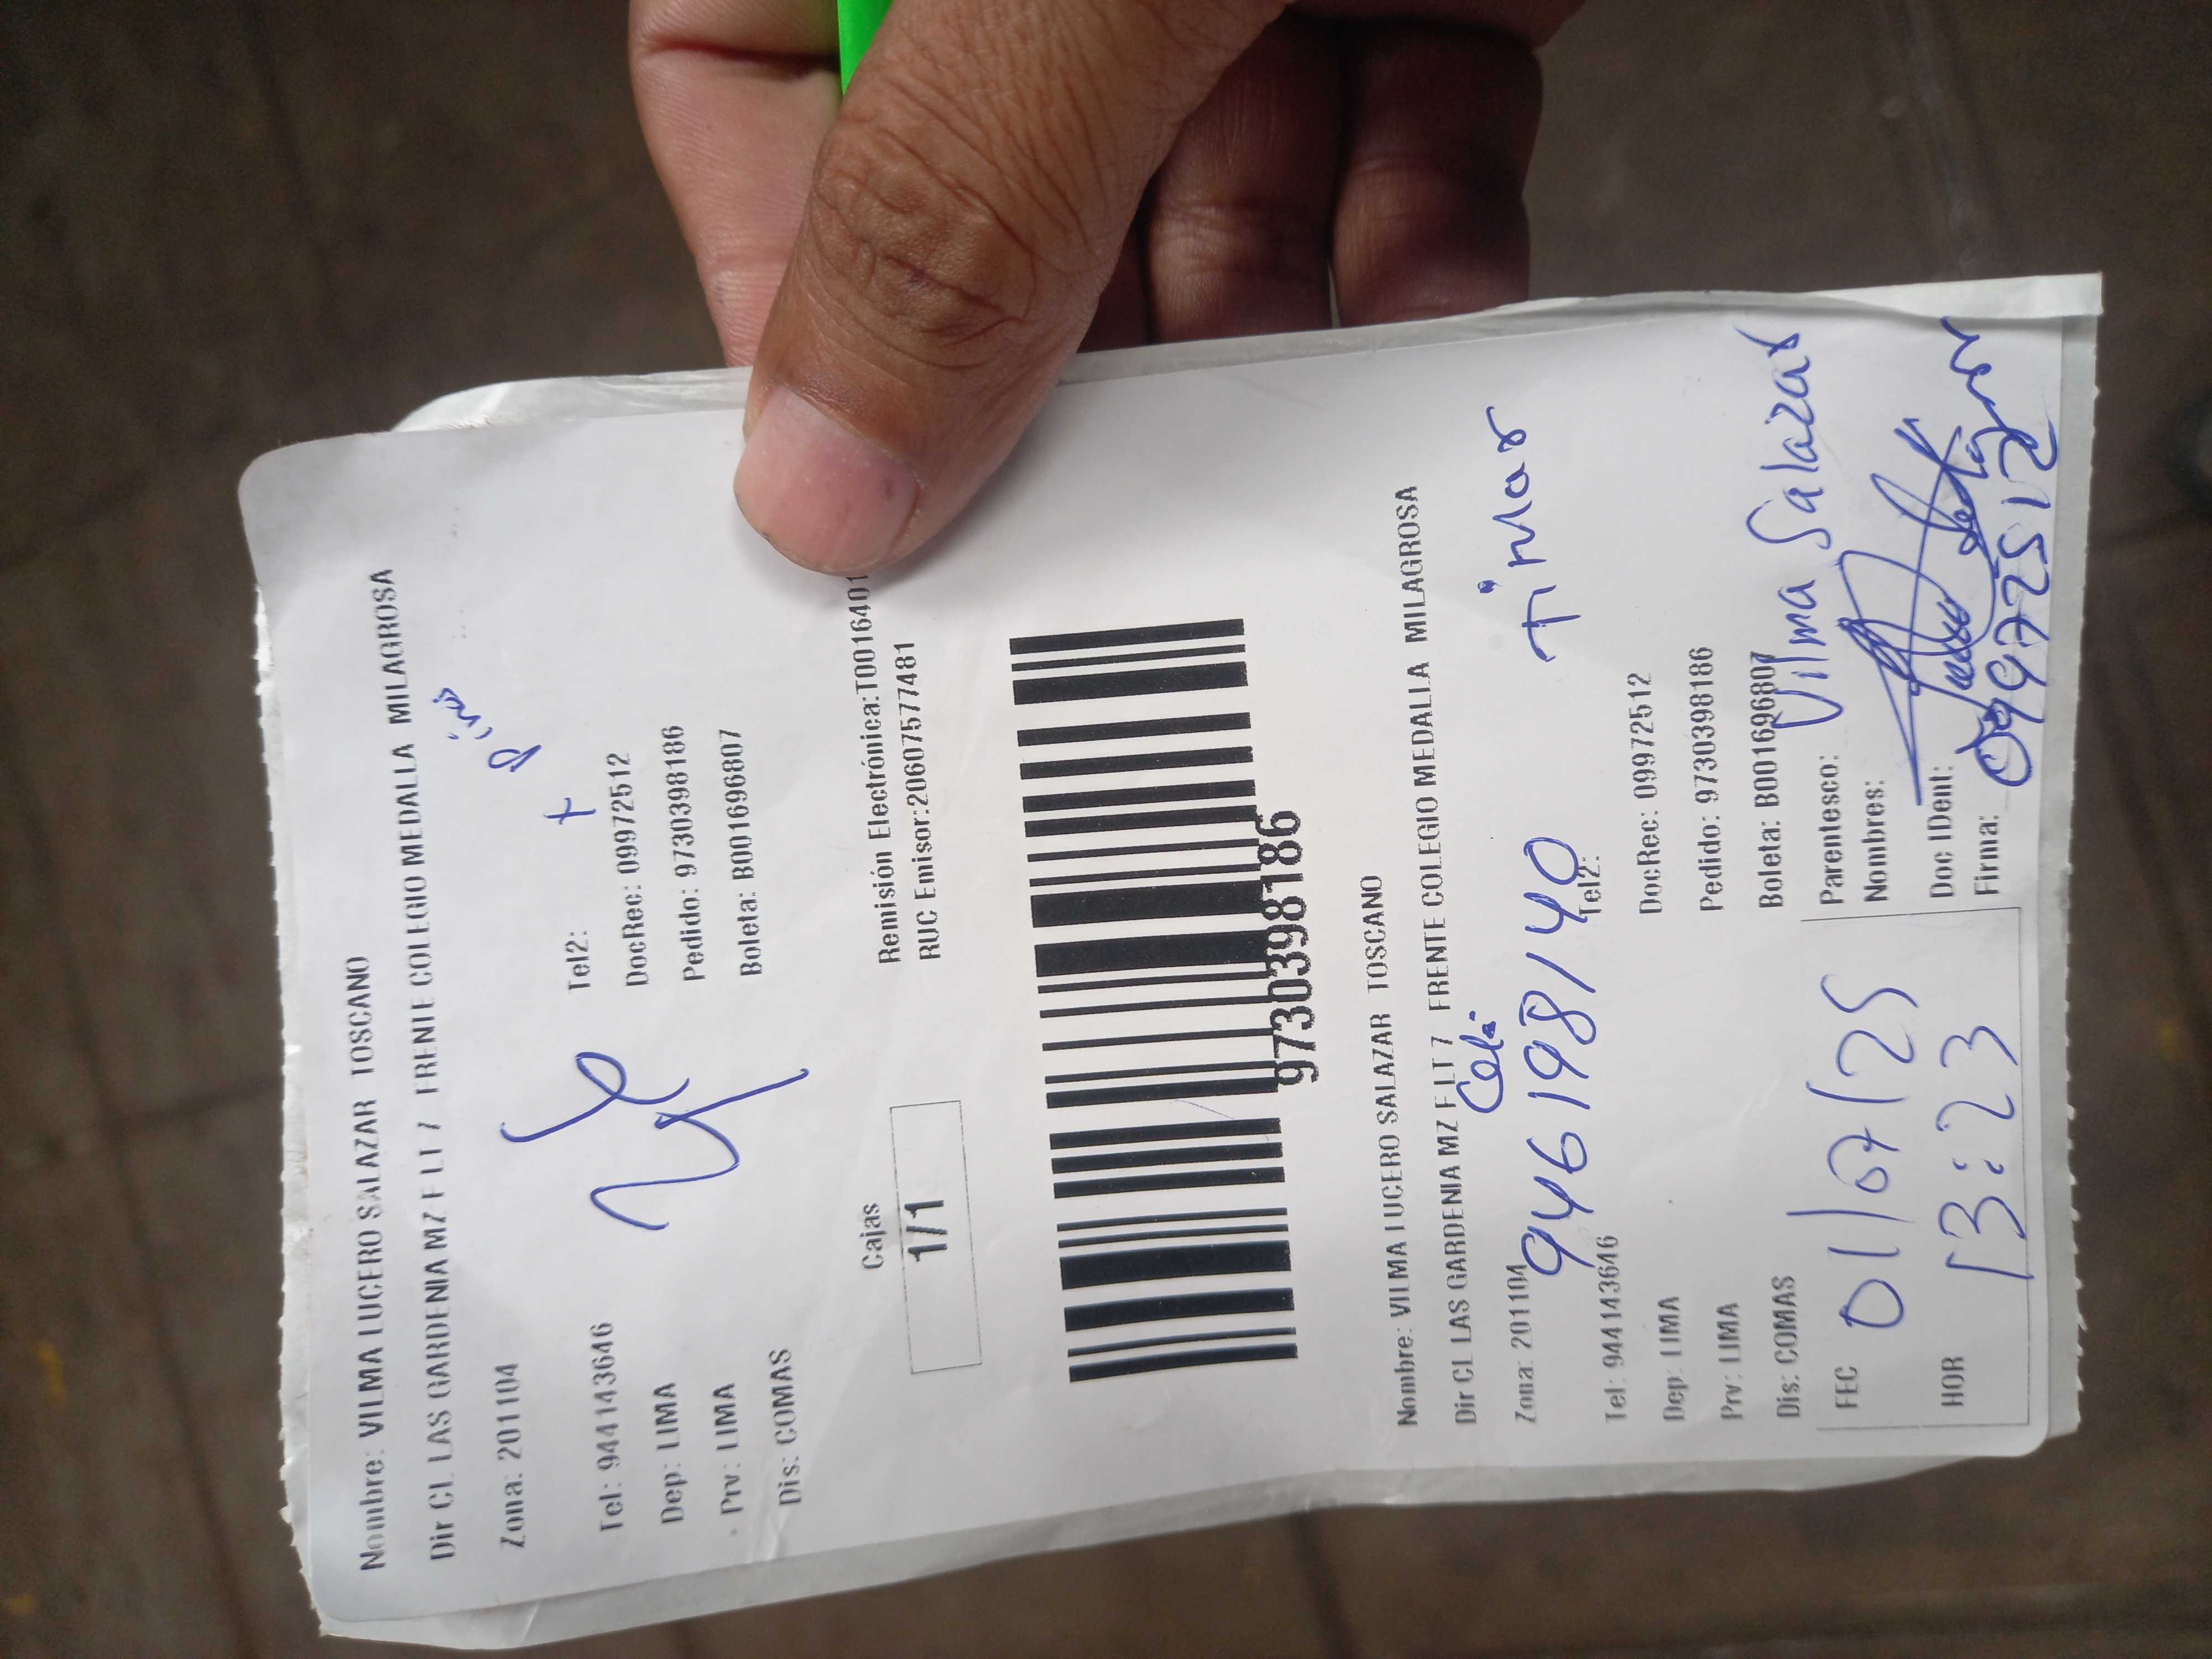 Nombre: VILMA LUCERO SALAZAR TOSCANO
Dir CL LAS GARDENIA MZ F LT 7 FRENTE COLEGIO MEDALLA MILAGROSA
Zona: 201104
Tel: 944143646 Tel2:
Dep: LIMA DocRec: 09972512
Prv: LIMA Pedido: 9730398186
Dis: COMAS Boleta: B001696807
Cajas
1/1
Remisión Electrónica:T0016401
RUC Emisor:20607577481
9730398186
Nombre: VILMA LUCERO SALAZAR TOSCANO
Dir CL LAS GARDENIA MZ F LT 7 FRENTE COLEGIO MEDALLA MILAGROSA
Zona: 201104
946198140
Tel: 944143646 Tel2:
Dep: LIMA DocRec: 09972512
Prv: LIMA Pedido: 9730398186
Dis: COMAS Boleta: B001696807
FEC 01/07/25 Parentesco: Vilma Salazar
Nombres:
HOR 13:23 Doc IDent:
Firma: 09972512